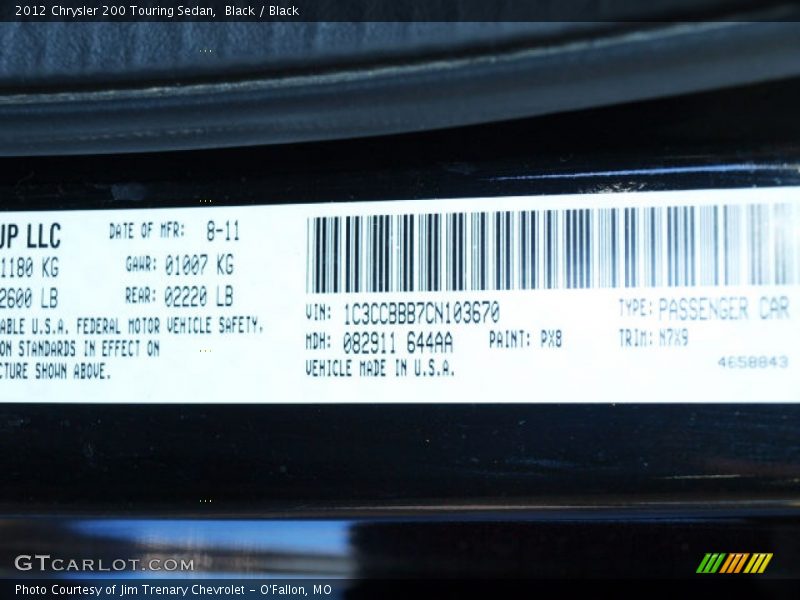 2012 Chrysler 200 Touring Sedan, Black / Black
UP LLC
DATE OF MFR: 8-11
1180 KG GAWR: 01007 KG
2600 LB REAR: 02220 LB
ABLE U.S.A. FEDERAL MOTOR VEHICLE SAFETY.
ON STANDARDS IN EFFECT ON
CTURE SHOWN ABOVE.
VIN: 1C3CCBBB7CN103670 TYPE: PASSENGER CAR
MDH: 082911 644AA PAINT: PX8 TRIM: N7X9
VEHICLE MADE IN U.S.A.
4658843
GTCARLOT.COM
Photo Courtesy of Jim Trenary Chevrolet - O'Fallon, MO